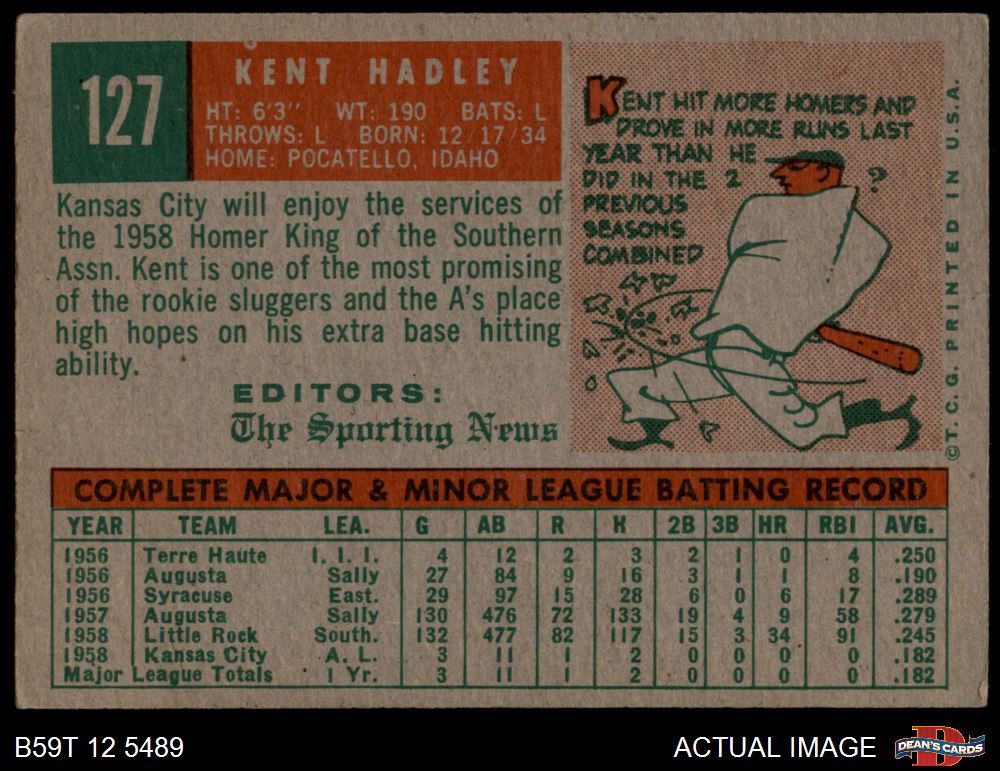 127
KENT HADLEY
HT: 6'3" WT: 190 BATS: L
THROWS: L BORN: 12/17/34
HOME: POCATELLO, IDAHO
Kansas City will enjoy the services of
the 1958 Homer King of the Southern
Assn. Kent is one of the most promising
of the rookie sluggers and the A's place
high hopes on his extra base hitting
ability.
EDITORS:
The Sporting News
KENT HIT MORE HOMERS AND
DROVE IN MORE RUNS LAST
YEAR THAN HE
DID IN THE 2
PREVIOUS
SEASONS
COMBINED
?
©T. C. G. PRINTED IN U.S.A.
COMPLETE MAJOR & MINOR LEAGUE BATTING RECORD
YEAR TEAM LEA. G AB R H 2B 3B HR RBI AVG.
1956 Terre Haute I. I. I. 4 12 2 3 2 1 0 4 .250
1956 Augusta Sally 27 84 9 16 3 1 1 8 .190
1956 Syracuse East. 29 97 15 28 6 0 6 17 .289
1957 Augusta Sally 130 476 72 133 19 4 9 58 .279
1958 Little Rock South. 132 477 82 117 15 3 34 91 .245
1958 Kansas City A. L. 3 11 1 2 0 0 0 0 .182
Major League Totals 1 Yr. 3 11 1 2 0 0 0 0 .182
B59T 12 5489
ACTUAL IMAGE
DEAN'S CARDS